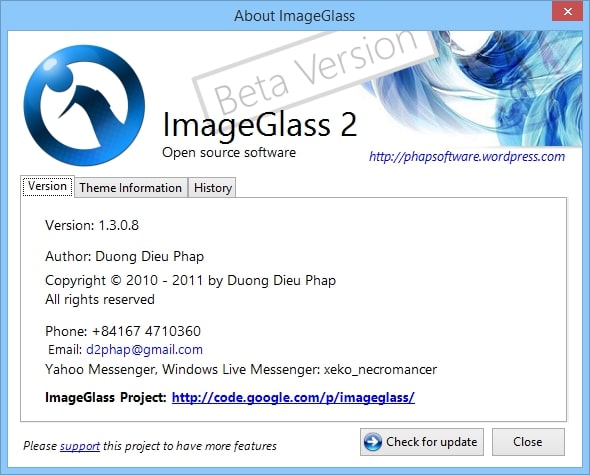 About ImageGlass
Beta Version
ImageGlass 2
Open source software
http://phapsoftware.wordpress.com
Version Theme Information History
Version: 1.3.0.8
Author: Duong Dieu Phap
Copyright © 2010 - 2011 by Duong Dieu Phap
All rights reserved
Phone: +84167 4710360
Email: d2phap@gmail.com
Yahoo Messenger, Windows Live Messenger: xeko_necromancer
ImageGlass Project: http://code.google.com/p/imageglass/
Please support this project to have more features
Check for update
Close